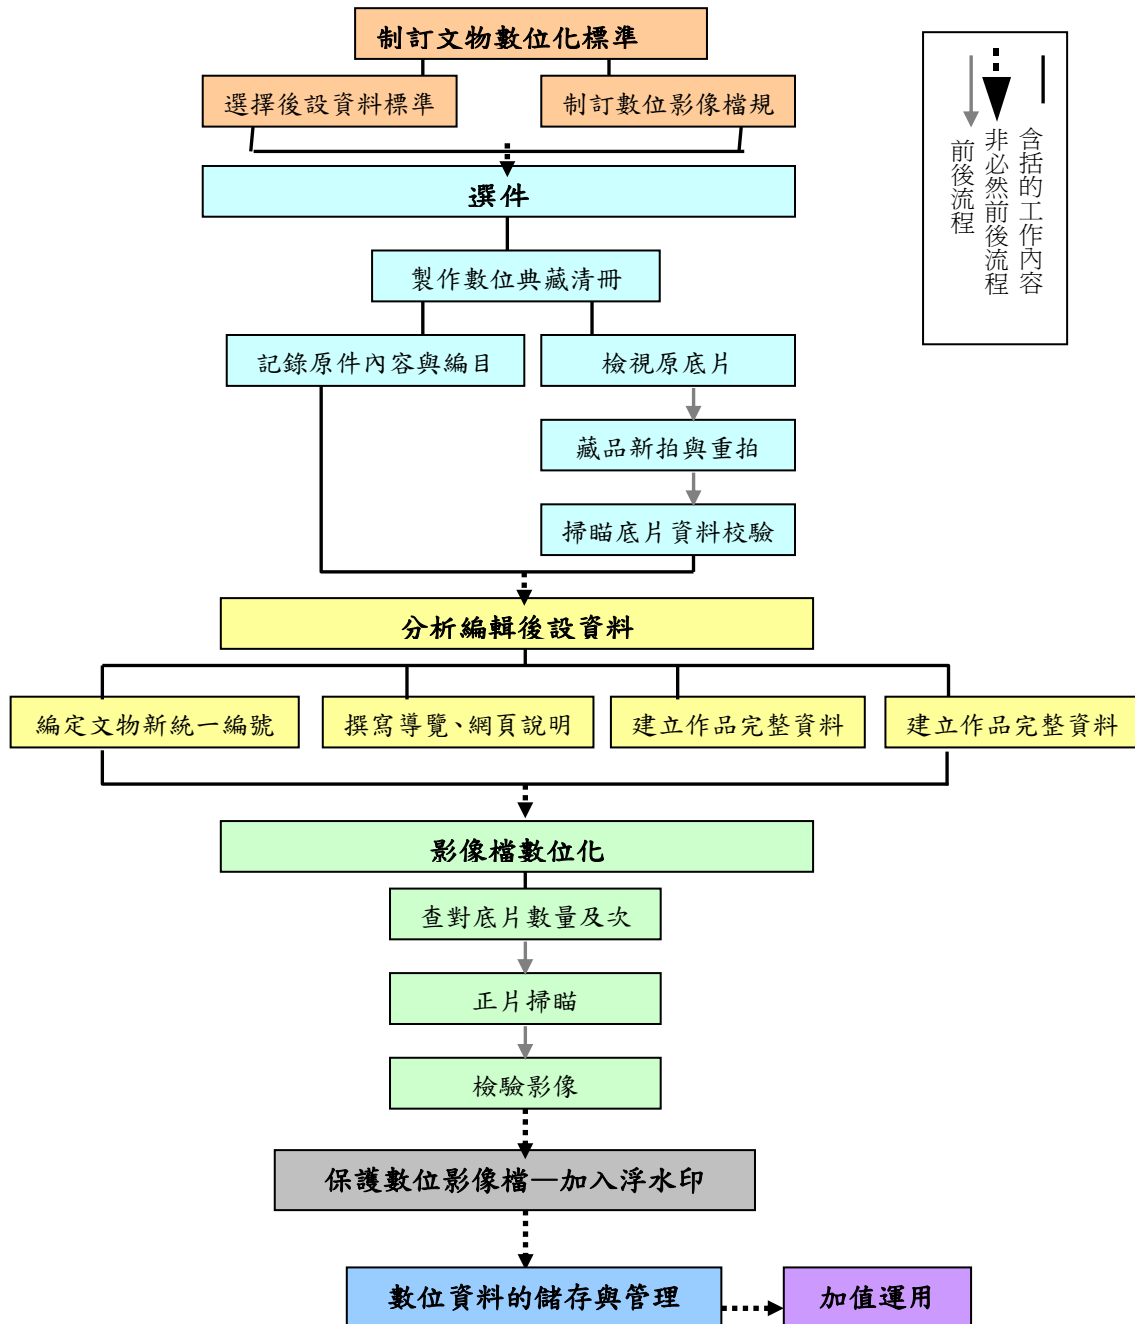 制訂文物數位化標準
選擇後設資料標準
制訂數位影像檔規
選件
製作數位典藏清冊
記錄原件內容與編目
檢視原底片
藏品新拍與重拍
掃瞄底片資料校驗
分析編輯後設資料
編定文物新統一編號
撰寫導覽、網頁說明
建立作品完整資料
建立作品完整資料
影像檔數位化
查對底片數量及次
正片掃瞄
檢驗影像
保護數位影像檔—加入浮水印
數位資料的儲存與管理
加值運用
含括的工作內容
非必然前後流程
前後流程